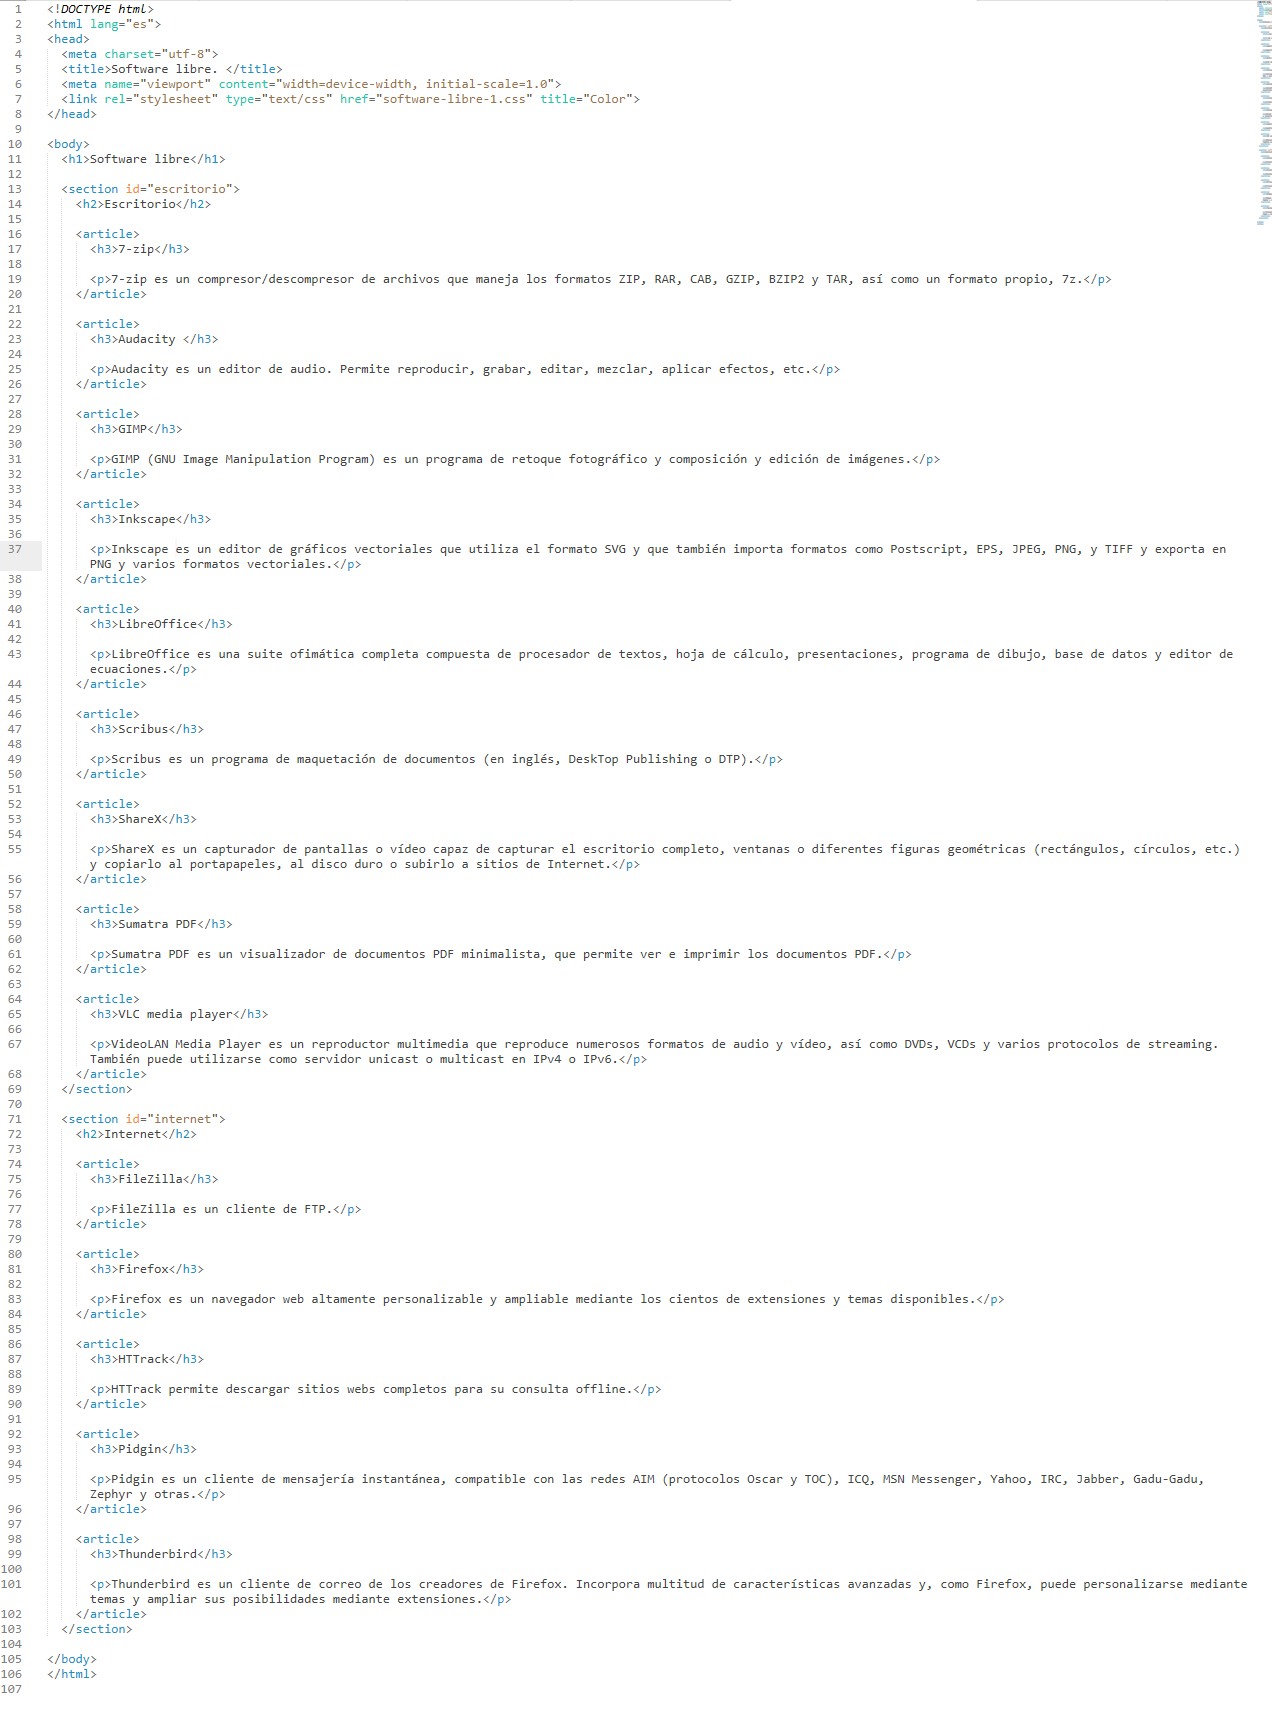 1 <!DOCTYPE html>
2 <html lang="es">
3 <head>
4 <meta charset="utf-8">
5 <title>Software libre. </title>
6 <meta name="viewport" content="width=device-width, initial-scale=1.0">
7 <link rel="stylesheet" type="text/css" href="software-libre-1.css" title="Color">
8 </head>
9
10 <body>
11 <h1>Software libre</h1>
12
13 <section id="escritorio">
14 <h2>Escritorio</h2>
15
16 <article>
17 <h3>7-zip</h3>
18
19 <p>7-zip es un compresor/descompresor de archivos que maneja los formatos ZIP, RAR, CAB, GZIP, BZIP2 y TAR, así como un formato propio, 7z.</p>
20 </article>
21
22 <article>
23 <h3>Audacity </h3>
24
25 <p>Audacity es un editor de audio. Permite reproducir, grabar, editar, mezclar, aplicar efectos, etc.</p>
26 </article>
27
28 <article>
29 <h3>GIMP</h3>
30
31 <p>GIMP (GNU Image Manipulation Program) es un programa de retoque fotográfico y composición y edición de imágenes.</p>
32 </article>
33
34 <article>
35 <h3>Inkscape</h3>
36
37 <p>Inkscape es un editor de gráficos vectoriales que utiliza el formato SVG y que también importa formatos como Postscript, EPS, JPEG, PNG, y TIFF y exporta en
PNG y varios formatos vectoriales.</p>
38 </article>
39
40 <article>
41 <h3>LibreOffice</h3>
42
43 <p>LibreOffice es una suite ofimática completa compuesta de procesador de textos, hoja de cálculo, presentaciones, programa de dibujo, base de datos y editor de
ecuaciones.</p>
44 </article>
45
46 <article>
47 <h3>Scribus</h3>
48
49 <p>Scribus es un programa de maquetación de documentos (en inglés, DeskTop Publishing o DTP).</p>
50 </article>
51
52 <article>
53 <h3>ShareX</h3>
54
55 <p>ShareX es un capturador de pantallas o vídeo capaz de capturar el escritorio completo, ventanas o diferentes figuras geométricas (rectángulos, círculos, etc.)
y copiarlo al portapapeles, al disco duro o subirlo a sitios de Internet.</p>
56 </article>
57
58 <article>
59 <h3>Sumatra PDF</h3>
60
61 <p>Sumatra PDF es un visualizador de documentos PDF minimalista, que permite ver e imprimir los documentos PDF.</p>
62 </article>
63
64 <article>
65 <h3>VLC media player</h3>
66
67 <p>VideoLAN Media Player es un reproductor multimedia que reproduce numerosos formatos de audio y vídeo, así como DVDs, VCDs y varios protocolos de streaming.
También puede utilizarse como servidor unicast o multicast en IPv4 o IPv6.</p>
68 </article>
69 </section>
70
71 <section id="internet">
72 <h2>Internet</h2>
73
74 <article>
75 <h3>FileZilla</h3>
76
77 <p>FileZilla es un cliente de FTP.</p>
78 </article>
79
80 <article>
81 <h3>Firefox</h3>
82
83 <p>Firefox es un navegador web altamente personalizable y ampliable mediante los cientos de extensiones y temas disponibles.</p>
84 </article>
85
86 <article>
87 <h3>HTTrack</h3>
88
89 <p>HTTrack permite descargar sitios webs completos para su consulta offline.</p>
90 </article>
91
92 <article>
93 <h3>Pidgin</h3>
94
95 <p>Pidgin es un cliente de mensajería instantánea, compatible con las redes AIM (protocolos Oscar y TOC), ICQ, MSN Messenger, Yahoo, IRC, Jabber, Gadu-Gadu,
Zephyr y otras.</p>
96 </article>
97
98 <article>
99 <h3>Thunderbird</h3>
100
101 <p>Thunderbird es un cliente de correo de los creadores de Firefox. Incorpora multitud de características avanzadas y, como Firefox, puede personalizarse mediante
temas y ampliar sus posibilidades mediante extensiones.</p>
102 </article>
103 </section>
104
105 </body>
106 </html>
107